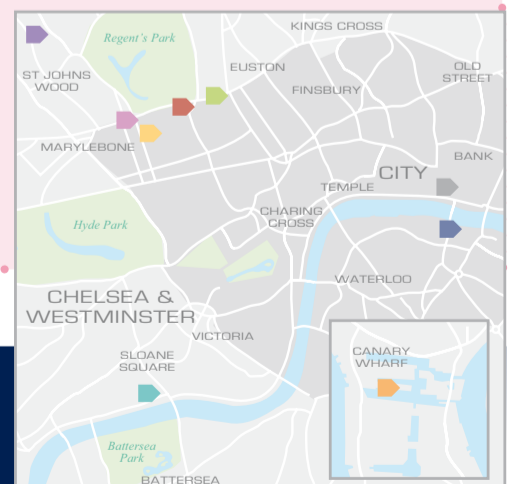 KINGS CROSS
Regent's Park
EUSTON
OLD
STREET
ST JOHNS
WOOD
FINSBURY
MARYLEBONE
BANK
CITY
TEMPLE
CHARING
CROSS
Hyde Park
WATERLOO
CHELSEA &
WESTMINSTER
VICTORIA
SLOANE
SQUARE
CANARY
WHARF
Battersea
Park
BATTERSEA